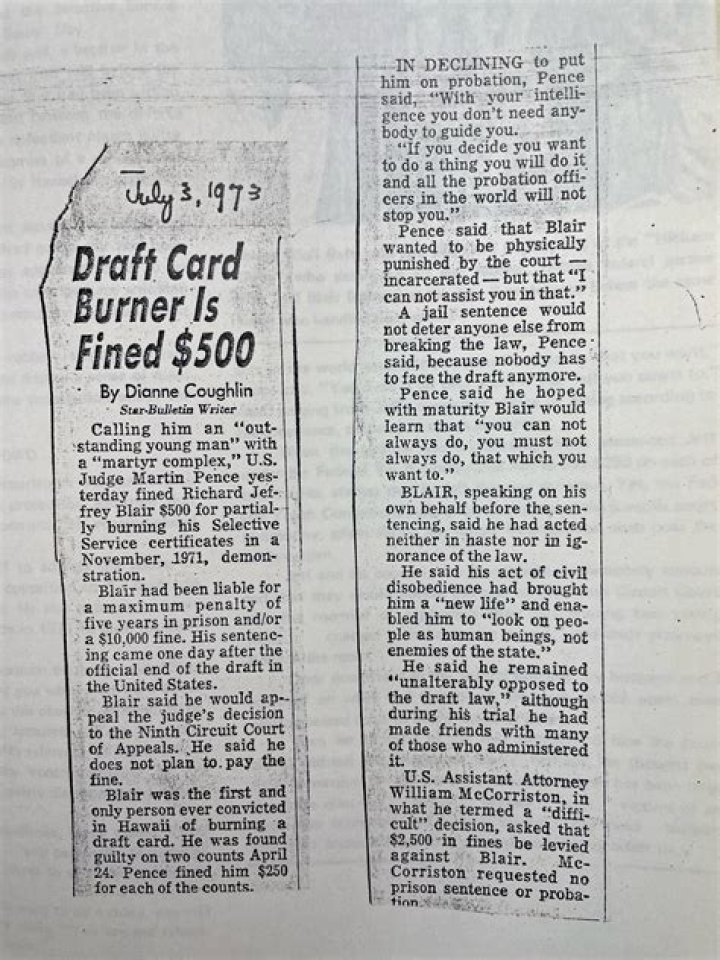 July 3, 1973
Draft Card
Burner Is
Fined $500
By Dianne Coughlin
Star-Bulletin Writer
Calling him an "out-
standing young man" with
a "martyr complex," U.S.
Judge Martin Pence yes-
terday fined Richard Jef-
frey Blair $500 for partial-
ly burning his Selective
Service certificates in a
November, 1971, demon-
stration.
Blair had been liable for
a maximum penalty of
five years in prison and/or
a $10,000 fine. His sentenc-
ing came one day after the
official end of the draft in
the United States.
Blair said he would ap-
peal the judge's decision
to the Ninth Circuit Court
of Appeals. He said he
does not plan to pay the
fine.
Blair was the first and
only person ever convicted
in Hawaii of burning a
draft card. He was found
guilty on two counts April
24. Pence fined him $250
for each of the counts.
IN DECLINING to put
him on probation, Pence
said, "With your intelli-
gence you don't need any-
body to guide you.
"If you decide you want
to do a thing you will do it
and all the probation offi-
cers in the world will not
stop you."
Pence said that Blair
wanted to be physically
punished by the court —
incarcerated — but that "I
can not assist you in that."
A jail sentence would
not deter anyone else from
breaking the law, Pence
said, because nobody has
to face the draft anymore.
Pence said he hoped
with maturity Blair would
learn that "you can not
always do, you must not
always do, that which you
want to."
BLAIR, speaking on his
own behalf before the sen-
tencing, said he had acted
neither in haste nor in ig-
norance of the law.
He said his act of civil
disobedience had brought
him a "new life" and ena-
bled him to "look on peo-
ple as human beings, not
enemies of the state."
He said he remained
"unalterably opposed to
the draft law," although
during his trial he had
made friends with many
of those who administered
it.
U.S. Assistant Attorney
William McCorriston, in
what he termed a "diffi-
cult" decision, asked that
$2,500 in fines be levied
against Blair. Mc-
Corriston requested no
prison sentence or proba-
tion.